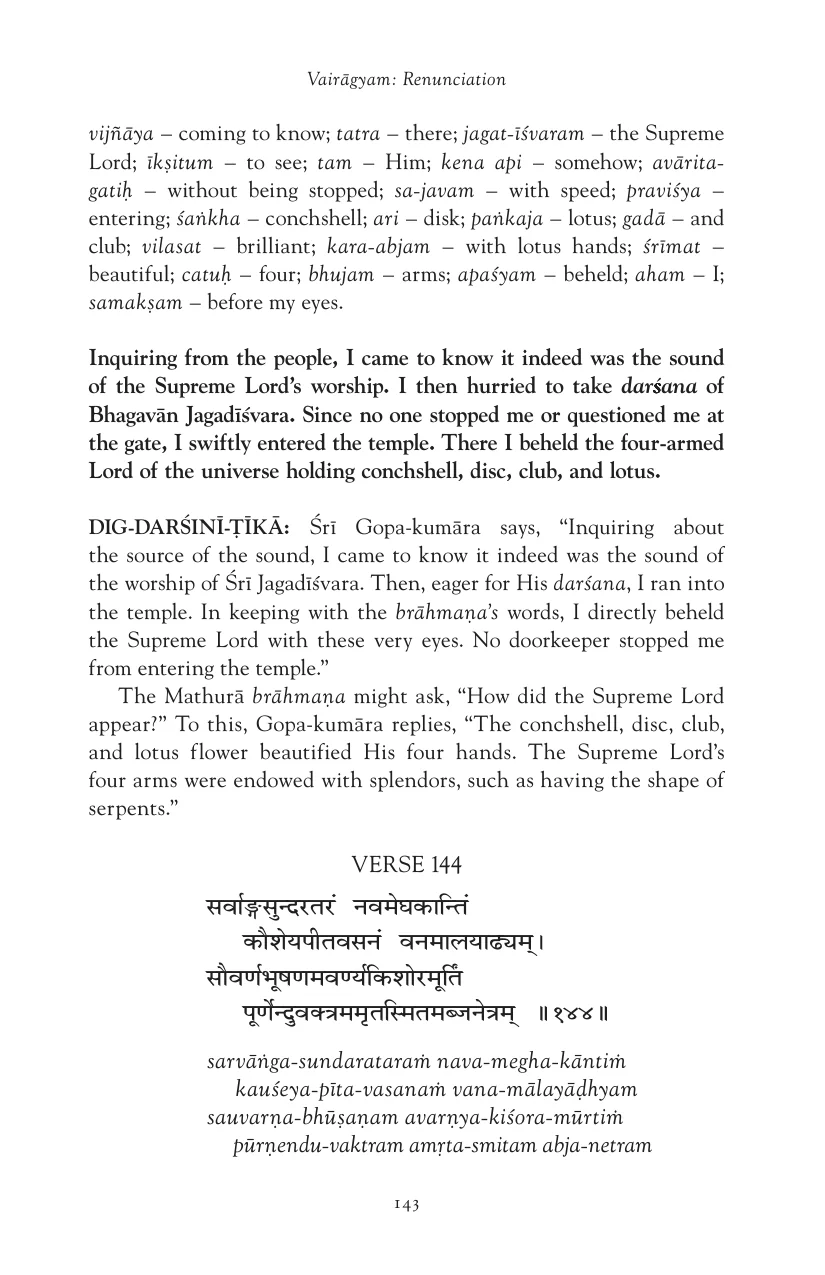 Vairāgyam: Renunciation
vijñāya – coming to know; tatra – there; jagat-īśvaram – the Supreme
Lord; īkṣitum – to see; tam – Him; kena api – somehow; avārita-
gatiḥ – without being stopped; sa-javam – with speed; praviśya –
entering; śaṅkha – conchshell; ari – disk; paṅkaja – lotus; gadā – and
club; vilasat – brilliant; kara-abjam – with lotus hands; śrīmat –
beautiful; catuḥ – four; bhujam – arms; apaśyam – beheld; aham – I;
samakṣam – before my eyes.
Inquiring from the people, I came to know it indeed was the sound
of the Supreme Lord’s worship. I then hurried to take darśana of
Bhagavān Jagadīśvara. Since no one stopped me or questioned me at
the gate, I swiftly entered the temple. There I beheld the four-armed
Lord of the universe holding conchshell, disc, club, and lotus.
DIG-DARŚINĪ-ṬĪKĀ: Śrī Gopa-kumāra says, “Inquiring about
the source of the sound, I came to know it indeed was the sound of
the worship of Śrī Jagadīśvara. Then, eager for His darśana, I ran into
the temple. In keeping with the brāhmaṇa’s words, I directly beheld
the Supreme Lord with these very eyes. No doorkeeper stopped me
from entering the temple.”
The Mathurā brāhmaṇa might ask, “How did the Supreme Lord
appear?” To this, Gopa-kumāra replies, “The conchshell, disc, club,
and lotus flower beautified His four hands. The Supreme Lord’s
four arms were endowed with splendors, such as having the shape of
serpents.”
VERSE 144
सर्वाङ्गसुन्दरतरं नवमेघकान्तिं
कौशेयपीतवसनं वनमालयाढ्यम्।
सौवर्णभूषणमवर्ण्यकिशोरमूर्तिं
पूर्णेन्दुवक्त्रममृतस्मितमब्जनेत्रम् ॥१४४॥
sarvāṅga-sundarataraṁ nava-megha-kāntiṁ
kauśeya-pīta-vasanaṁ vana-mālayāḍhyam
sauvarṇa-bhūṣaṇam avarṇya-kiśora-mūrtiṁ
pūrṇendu-vaktram amṛta-smitam abja-netram
143